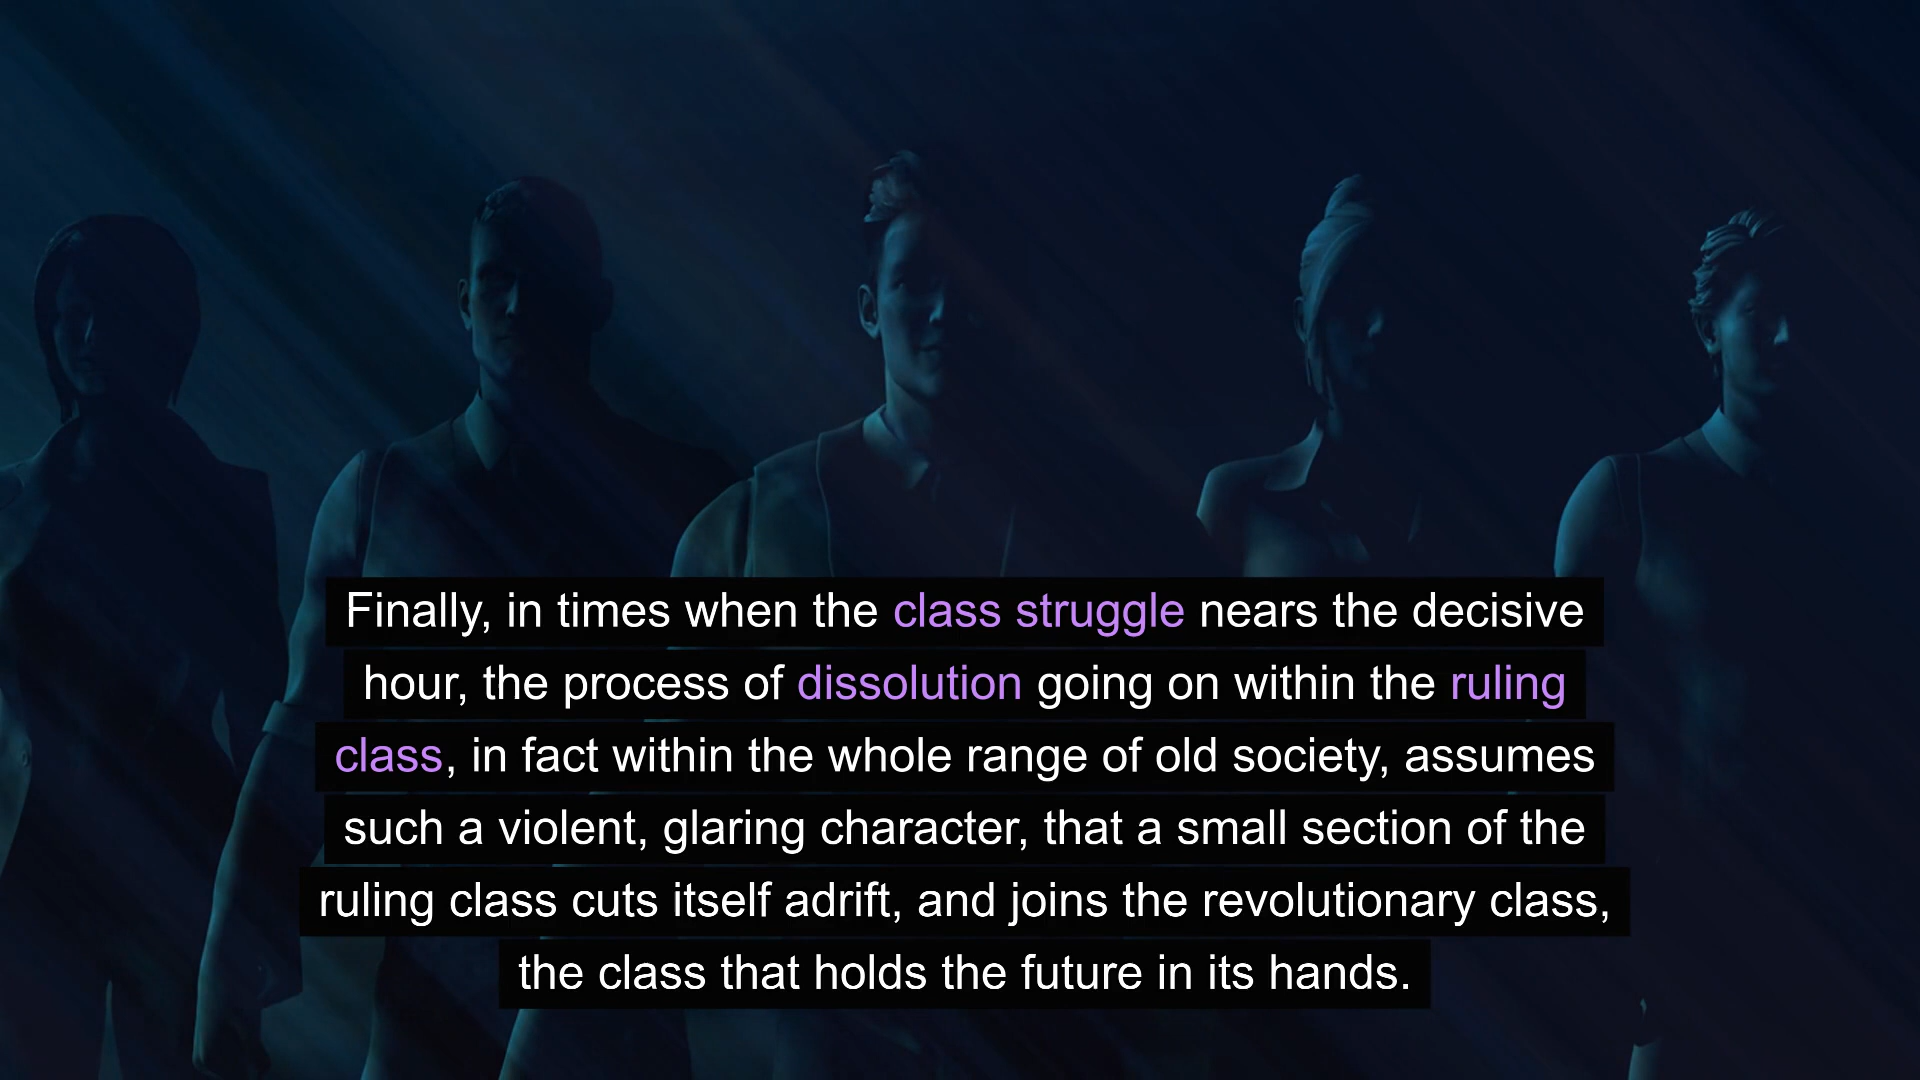 Finally, in times when the class struggle nears the decisive
hour, the process of dissolution going on within the ruling
class, in fact within the whole range of old society, assumes
such a violent, glaring character, that a small section of the
ruling class cuts itself adrift, and joins the revolutionary class,
the class that holds the future in its hands.